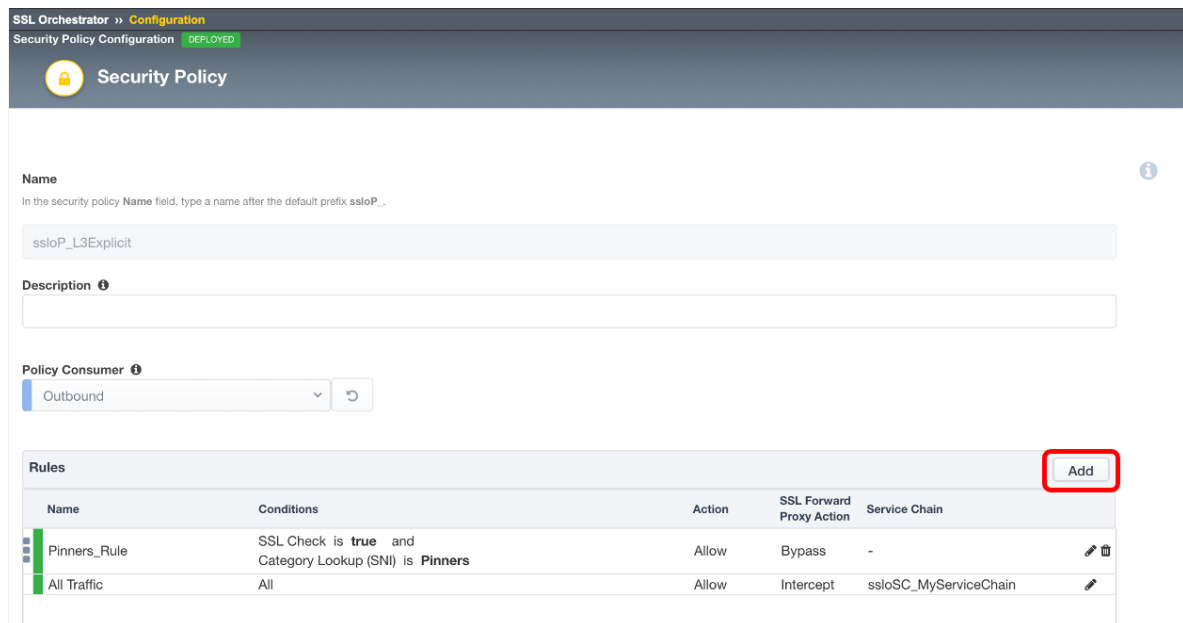 SSL Orchestrator ›› Configuration
Security Policy Configuration DEPLOYED
Security Policy
Name
In the security policy Name field, type a name after the default prefix ssloP_.
ssloP_L3Explicit
Description
Policy Consumer
Outbound
Rules Add
Name Conditions Action SSL Forward Proxy Action Service Chain
Pinners_Rule SSL Check is true and Allow Bypass -
Category Lookup (SNI) is Pinners
All Traffic All Allow Intercept ssloSC_MyServiceChain